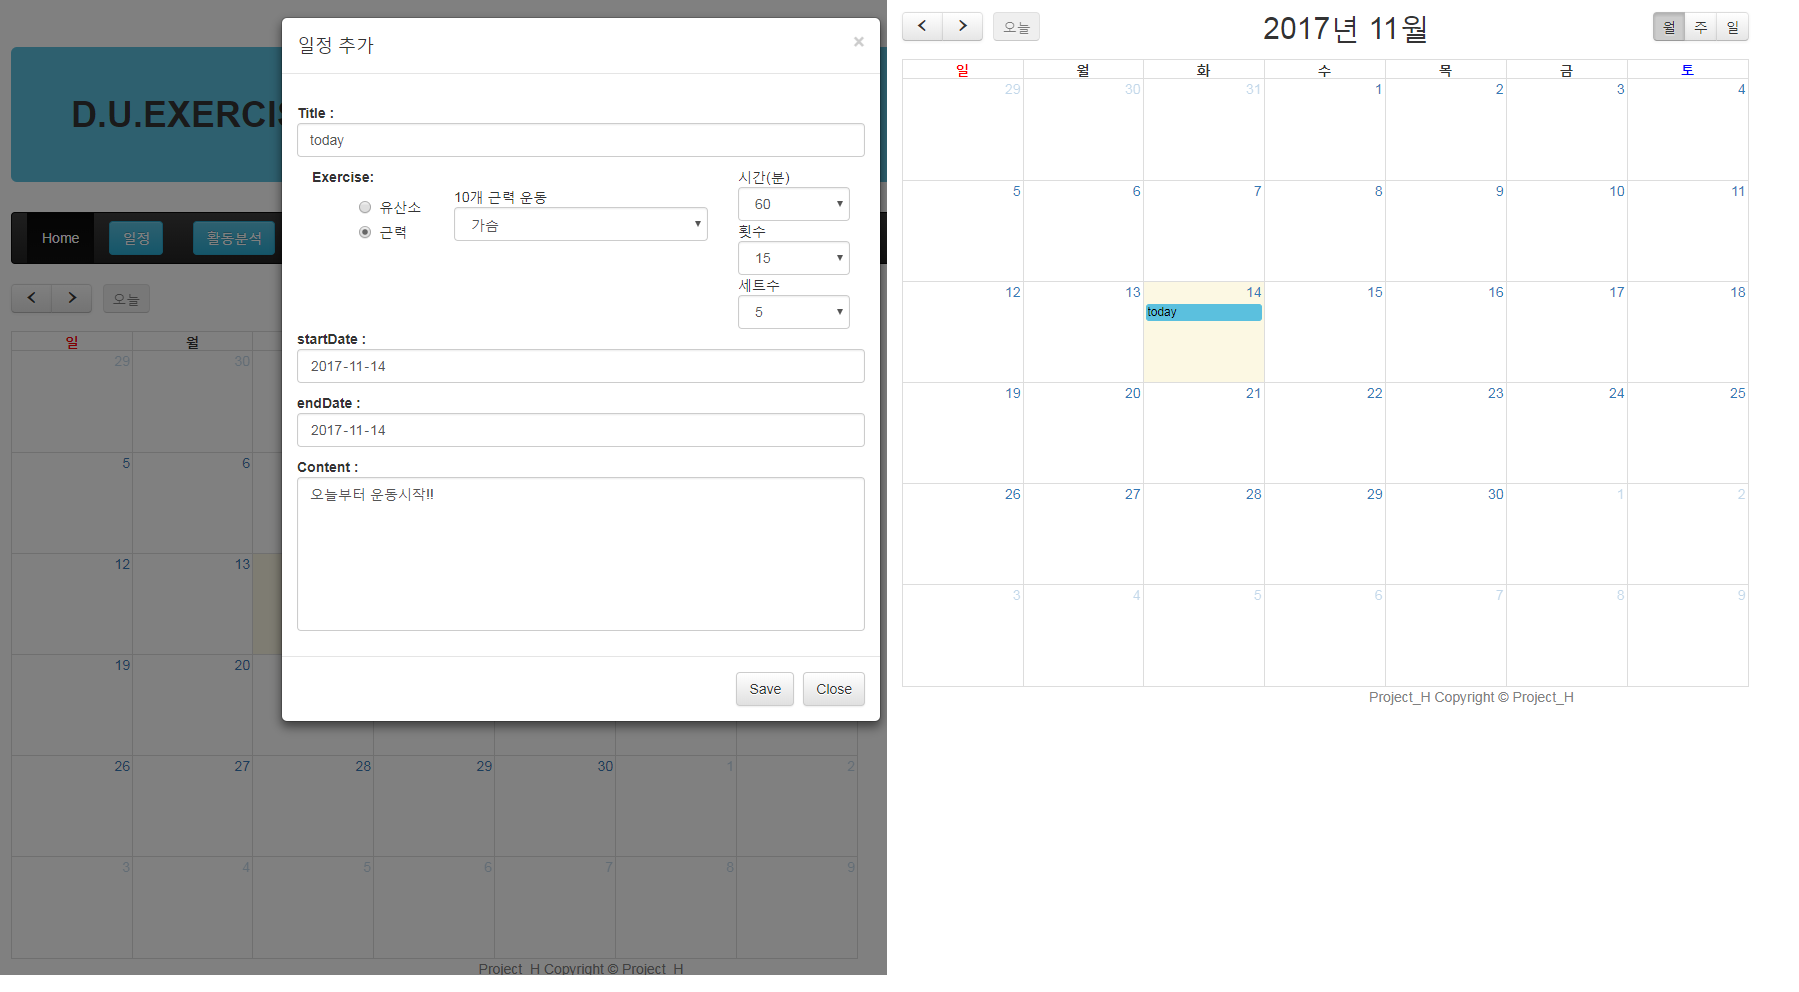 일정 추가 ×
Title :
today
Exercise:
유산소
근력
10개 근력 운동
가슴
시간(분)
60
횟수
15
세트수
5
startDate :
2017-11-14
endDate :
2017-11-14
Content :
오늘부터 운동시작!!
Save Close
D.U.EXERCIS
Home 일정 활동분석
< > 오늘
일 월
29 30
5 6
12 13
19 20
26 27 28 29 30 1 2
3 4 5 6 7 8 9
Project_H Copyright © Project_H
< > 오늘 2017년 11월 월 주 일
일 월 화 수 목 금 토
29 30 31 1 2 3 4
5 6 7 8 9 10 11
12 13 14 15 16 17 18
today
19 20 21 22 23 24 25
26 27 28 29 30 1 2
3 4 5 6 7 8 9
Project_H Copyright © Project_H